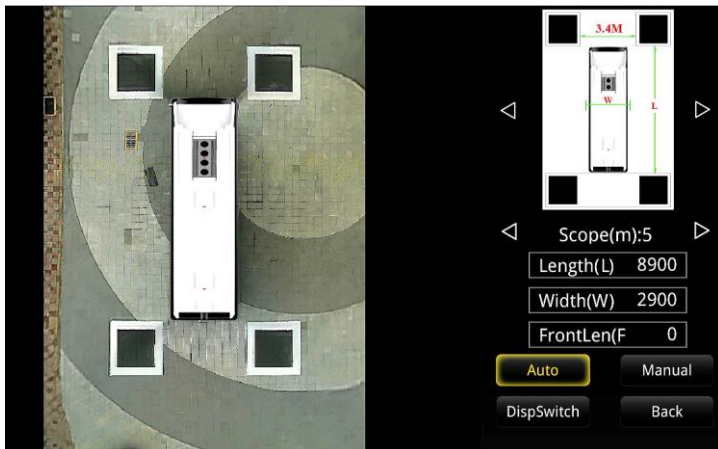 3.4M
W
L
Scope(m):5
Length(L) 8900
Width(W) 2900
FrontLen(F 0
Auto Manual
DispSwitch Back